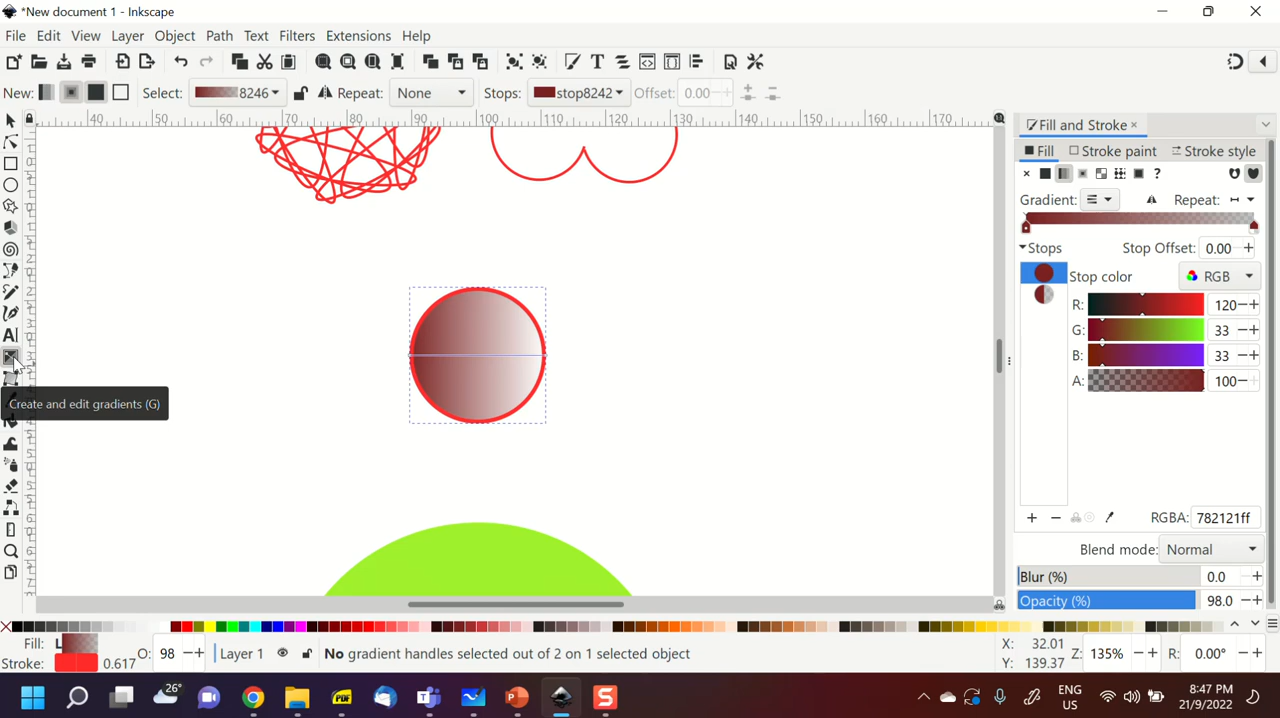 *New document 1 - Inkscape
File Edit View Layer Object Path Text Filters Extensions Help
New: Select: 8246 Repeat: None Stops: stop8242 Offset: 0.00
40 50 60 70 80 90 100 110 120 130 140 150 160 170
Fill and Stroke
Fill Stroke paint Stroke style
Gradient: Repeat:
Stops Stop Offset: 0.00
Stop color RGB
R: 120
G: 33
B: 33
A: 100
Create and edit gradients (G)
RGBA: 782121ff
Blend mode: Normal
Blur (%) 0.0
Opacity (%) 98.0
Fill: L O: 98 Layer 1 No gradient handles selected out of 2 on 1 selected object X: 32.01 Z: 135% R: 0.00°
Stroke: 0.617 Y: 139.37
26° PDF ENG 8:47 PM
US 21/9/2022